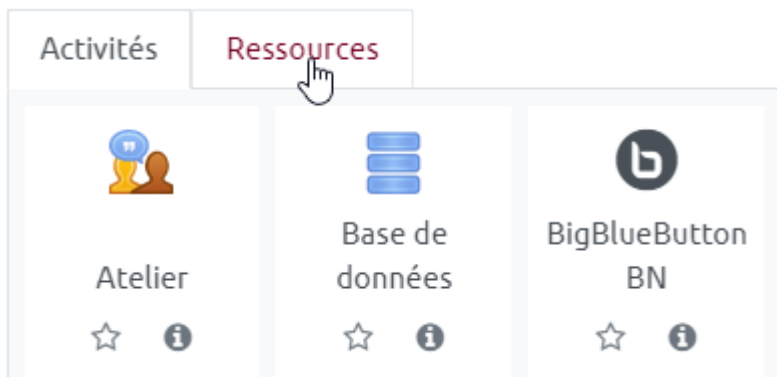 Activités
Ressources
Atelier
Base de
données
BigBlueButton
BN